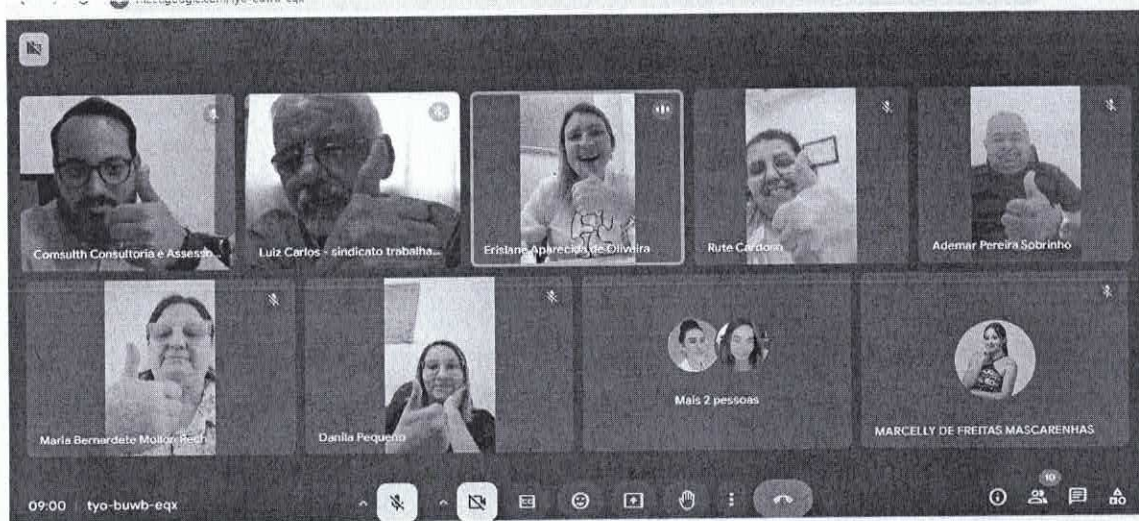 Comsulth Consultoria e Assesso...
Luiz Carlos - sindicato trabalha...
Erislane Aparecida de Oliveira
Rute Cardoso
Ademar Pereira Sobrinho
Maria Bernardete Mollon Rech
Danila Pequeno
Mais 2 pessoas
MARCELLY DE FREITAS MASCARENHAS
10
09:00 | tyo-buwb-eqx